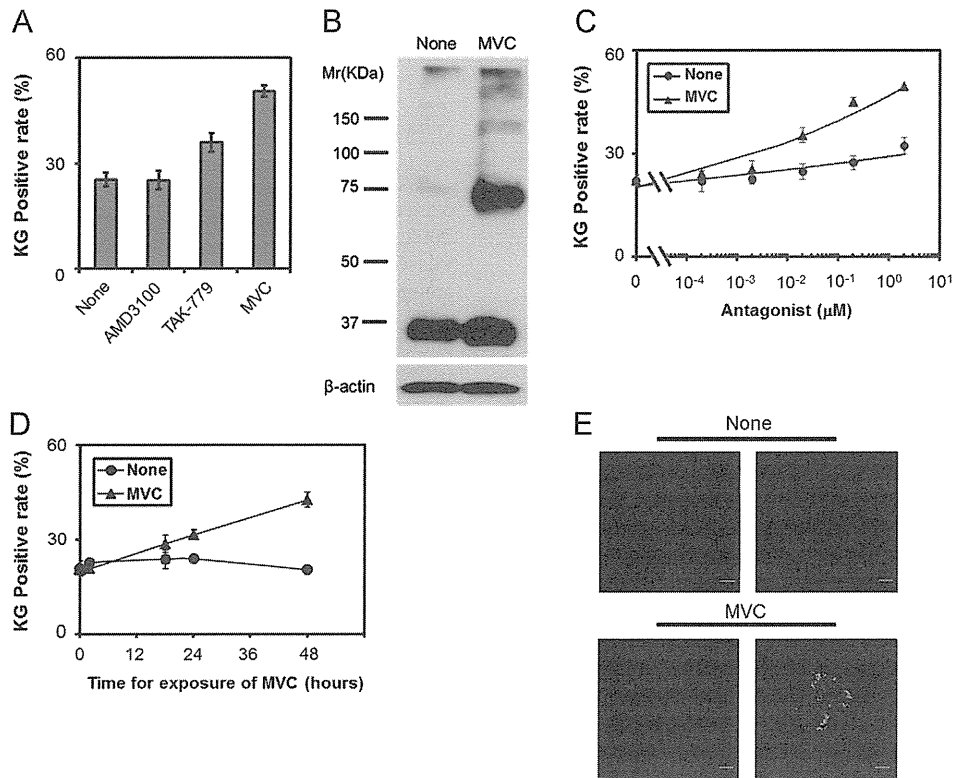 A
KG Positive rate (%)
60
30
0
None
AMD3100
TAK-779
MVC
B
None MVC
Mr(KDa)
150
100
75
50
37
β-actin
C
KG Positive rate (%)
60
30
0
None
MVC
0 10-4 10-3 10-2 10-1 100 101
Antagonist (μM)
D
KG Positive rate (%)
60
30
0
None
MVC
0 12 24 36 48
Time for exposure of MVC (hours)
E
None
MVC